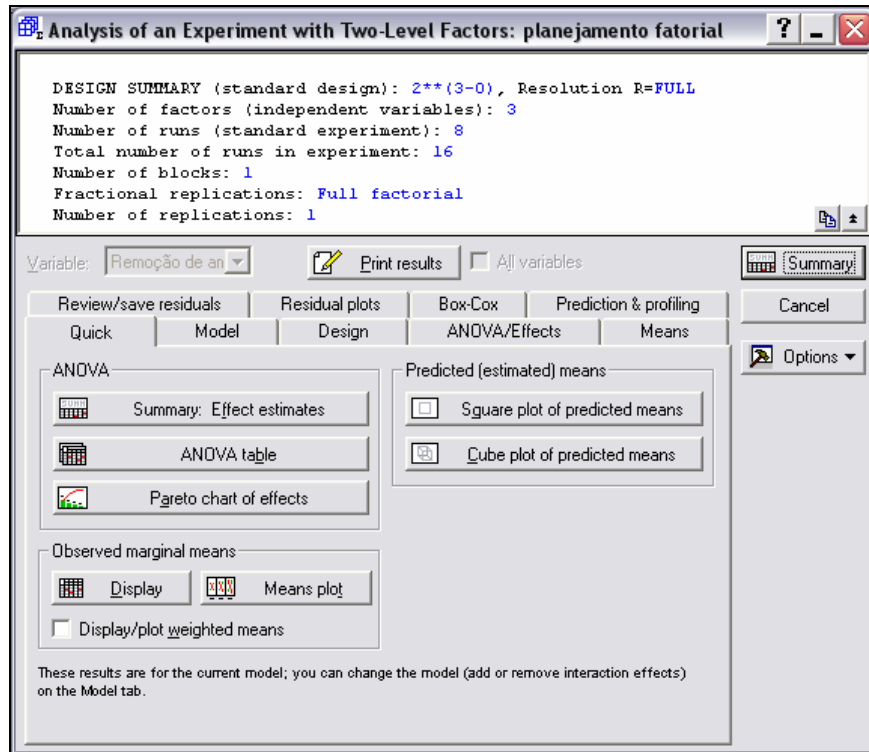 Analysis of an Experiment with Two-Level Factors: planejamento fatorial
DESIGN SUMMARY (standard design): 2**(3-0), Resolution R=FULL
Number of factors (independent variables): 3
Number of runs (standard experiment): 8
Total number of runs in experiment: 16
Number of blocks: 1
Fractional replications: Full factorial
Number of replications: 1
Variable: Remoção de an Print results All variables Summary
Review/save residuals Residual plots Box-Cox Prediction & profiling Cancel
Quick Model Design ANOVA/Effects Means
Options
ANOVA Predicted (estimated) means
Summary: Effect estimates Square plot of predicted means
ANOVA table Cube plot of predicted means
Pareto chart of effects
Observed marginal means
Display Means plot
Display/plot weighted means
These results are for the current model; you can change the model (add or remove interaction effects)
on the Model tab.